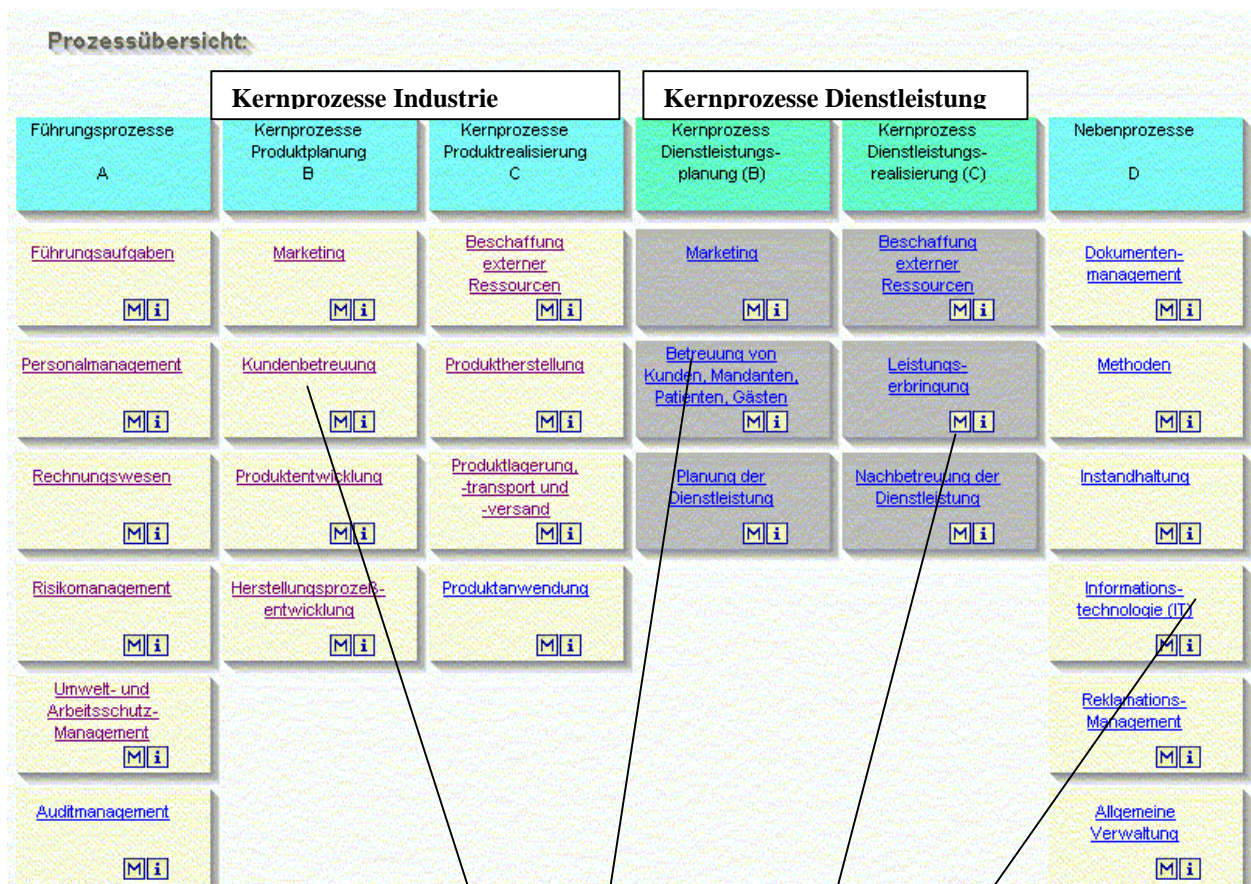 Prozessübersicht:
Kernprozesse Industrie
Kernprozesse Dienstleistung
Führungsprozesse
A
Kernprozesse
Produktplanung
B
Kernprozesse
Produktrealisierung
C
Kernprozess
Dienstleistungs-
planung (B)
Kernprozess
Dienstleistungs-
realisierung (C)
Nebenprozesse
D
Führungsaufgaben
M i
Marketing
M i
Beschaffung
externer
Ressourcen
M i
Marketing
M i
Beschaffung
externer
Ressourcen
M i
Dokumenten-
management
M i
Personalmanagement
M i
Kundenbetreuung
M i
Produktherstellung
M i
Betreuung von
Kunden, Mandanten,
Patienten, Gästen
M i
Leistungs-
erbringung
M i
Methoden
M i
Rechnungswesen
M i
Produktentwicklung
M i
Produktlagerung,
-transport und
-versand
M i
Planung der
Dienstleistung
M i
Nachbetreuung der
Dienstleistung
M i
Instandhaltung
M i
Risikomanagement
M i
Herstellungsprozeß-
entwicklung
M i
Produktanwendung
M i
Informations-
technologie (IT)
M i
Umwelt- und
Arbeitsschutz-
Management
M i
Reklamations-
Management
M i
Auditmanagement
M i
Allgemeine
Verwaltung
M i